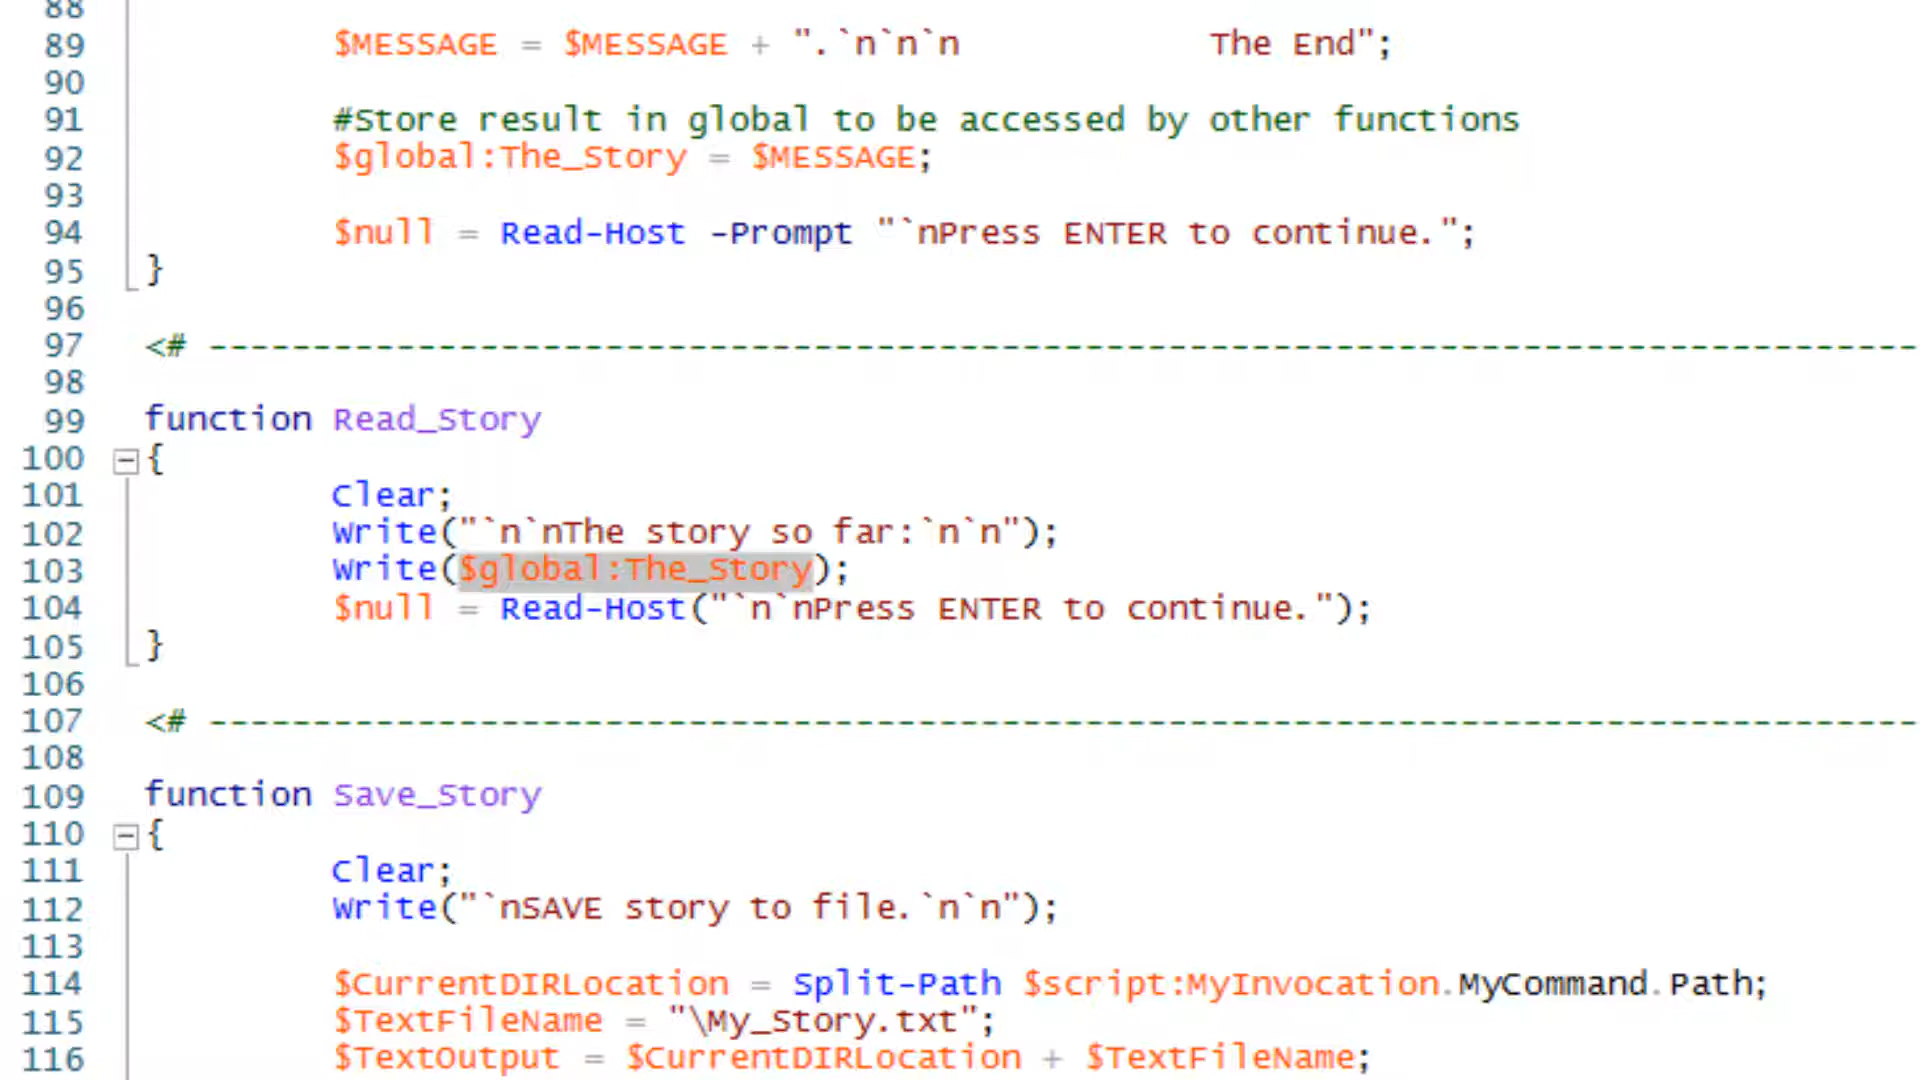 88
89 $MESSAGE = $MESSAGE + ".`n`n`n The End";
90
91 #Store result in global to be accessed by other functions
92 $global:The_Story = $MESSAGE;
93
94 $null = Read-Host -Prompt "`nPress ENTER to continue.";
95 }
96
97 <# ----------------------------------------------------------------------------------
98
99 function Read_Story
100 {
101 Clear;
102 Write("`n`nThe story so far:`n`n");
103 Write($global:The_Story);
104 $null = Read-Host("`n`nPress ENTER to continue.");
105 }
106
107 <# ----------------------------------------------------------------------------------
108
109 function Save_Story
110 {
111 Clear;
112 Write("`nSAVE story to file.`n`n");
113
114 $CurrentDIRLocation = Split-Path $script:MyInvocation.MyCommand.Path;
115 $TextFileName = "\My_Story.txt";
116 $TextOutput = $CurrentDIRLocation + $TextFileName;